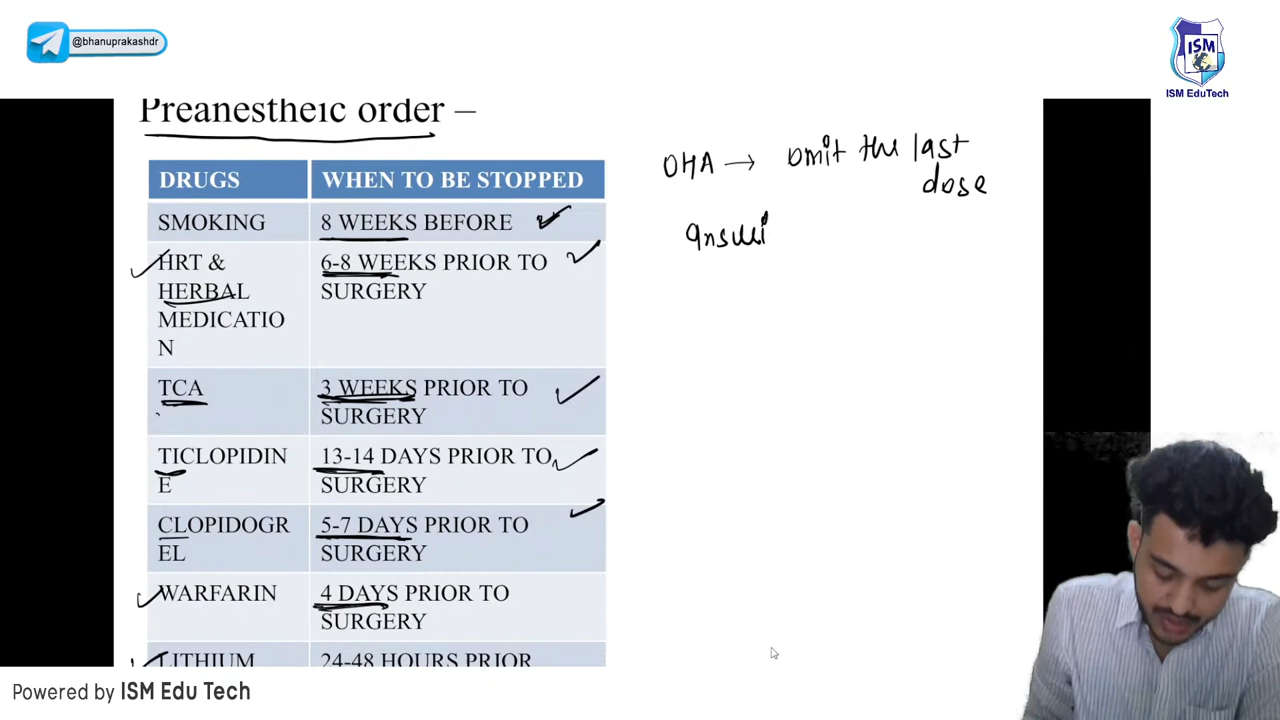 @bhanuprakashdr
ISM
ISM EduTech
Preanesthetic order –
DRUGS WHEN TO BE STOPPED
SMOKING 8 WEEKS BEFORE
HRT & 6-8 WEEKS PRIOR TO
HERBAL SURGERY
MEDICATIO
N
TCA 3 WEEKS PRIOR TO
SURGERY
TICLOPIDIN 13-14 DAYS PRIOR TO
E SURGERY
CLOPIDOGR 5-7 DAYS PRIOR TO
EL SURGERY
WARFARIN 4 DAYS PRIOR TO
SURGERY
LITHIUM 24-48 HOURS PRIOR
OHA → omit the last
dose
Insuli
Powered by ISM Edu Tech